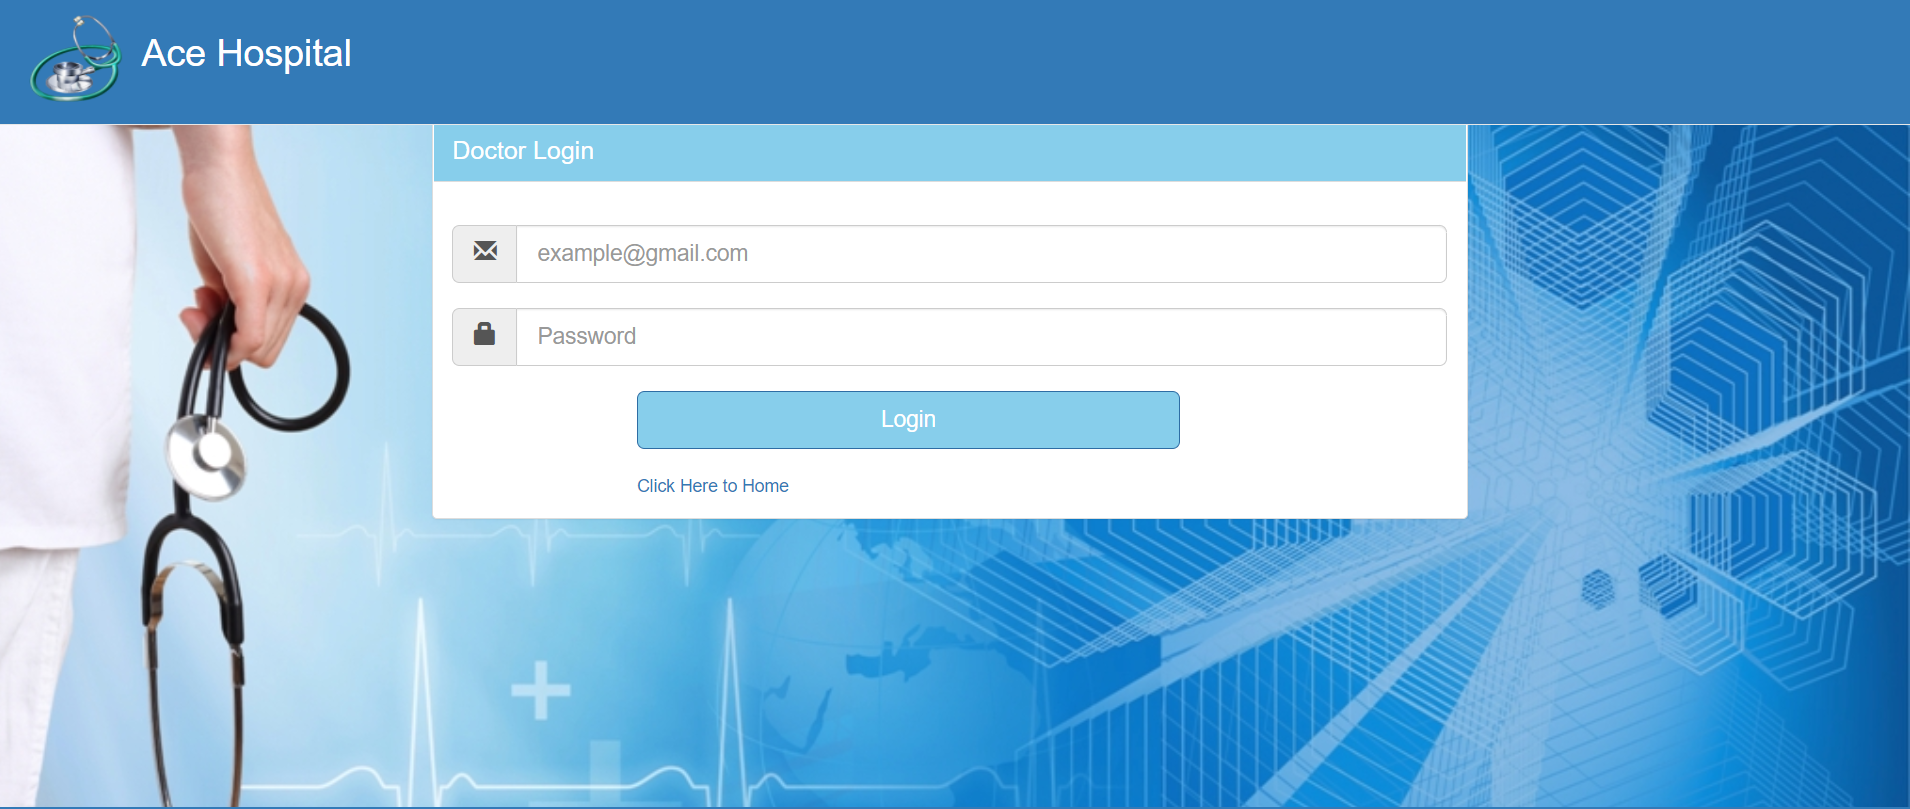 Ace Hospital
Doctor Login
example@gmail.com
Password
Login
Click Here to Home